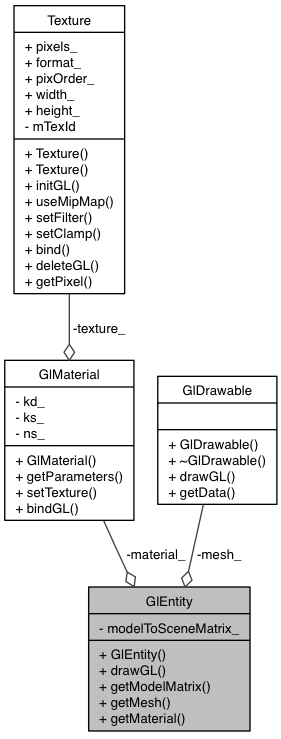 Texture
+ pixels_
+ format_
+ pixOrder_
+ width_
+ height_
- mTexId
+ Texture()
+ Texture()
+ initGL()
+ useMipMap()
+ setFilter()
+ setClamp()
+ bind()
+ deleteGL()
+ getPixel()
-texture_
GlMaterial
- kd_
- ks_
- ns_
+ GlMaterial()
+ getParameters()
+ setTexture()
+ bindGL()
GlDrawable
+ GlDrawable()
+ ~GlDrawable()
+ drawGL()
+ getData()
-material_
-mesh_
GlEntity
- modelToSceneMatrix_
+ GlEntity()
+ drawGL()
+ getModelMatrix()
+ getMesh()
+ getMaterial()